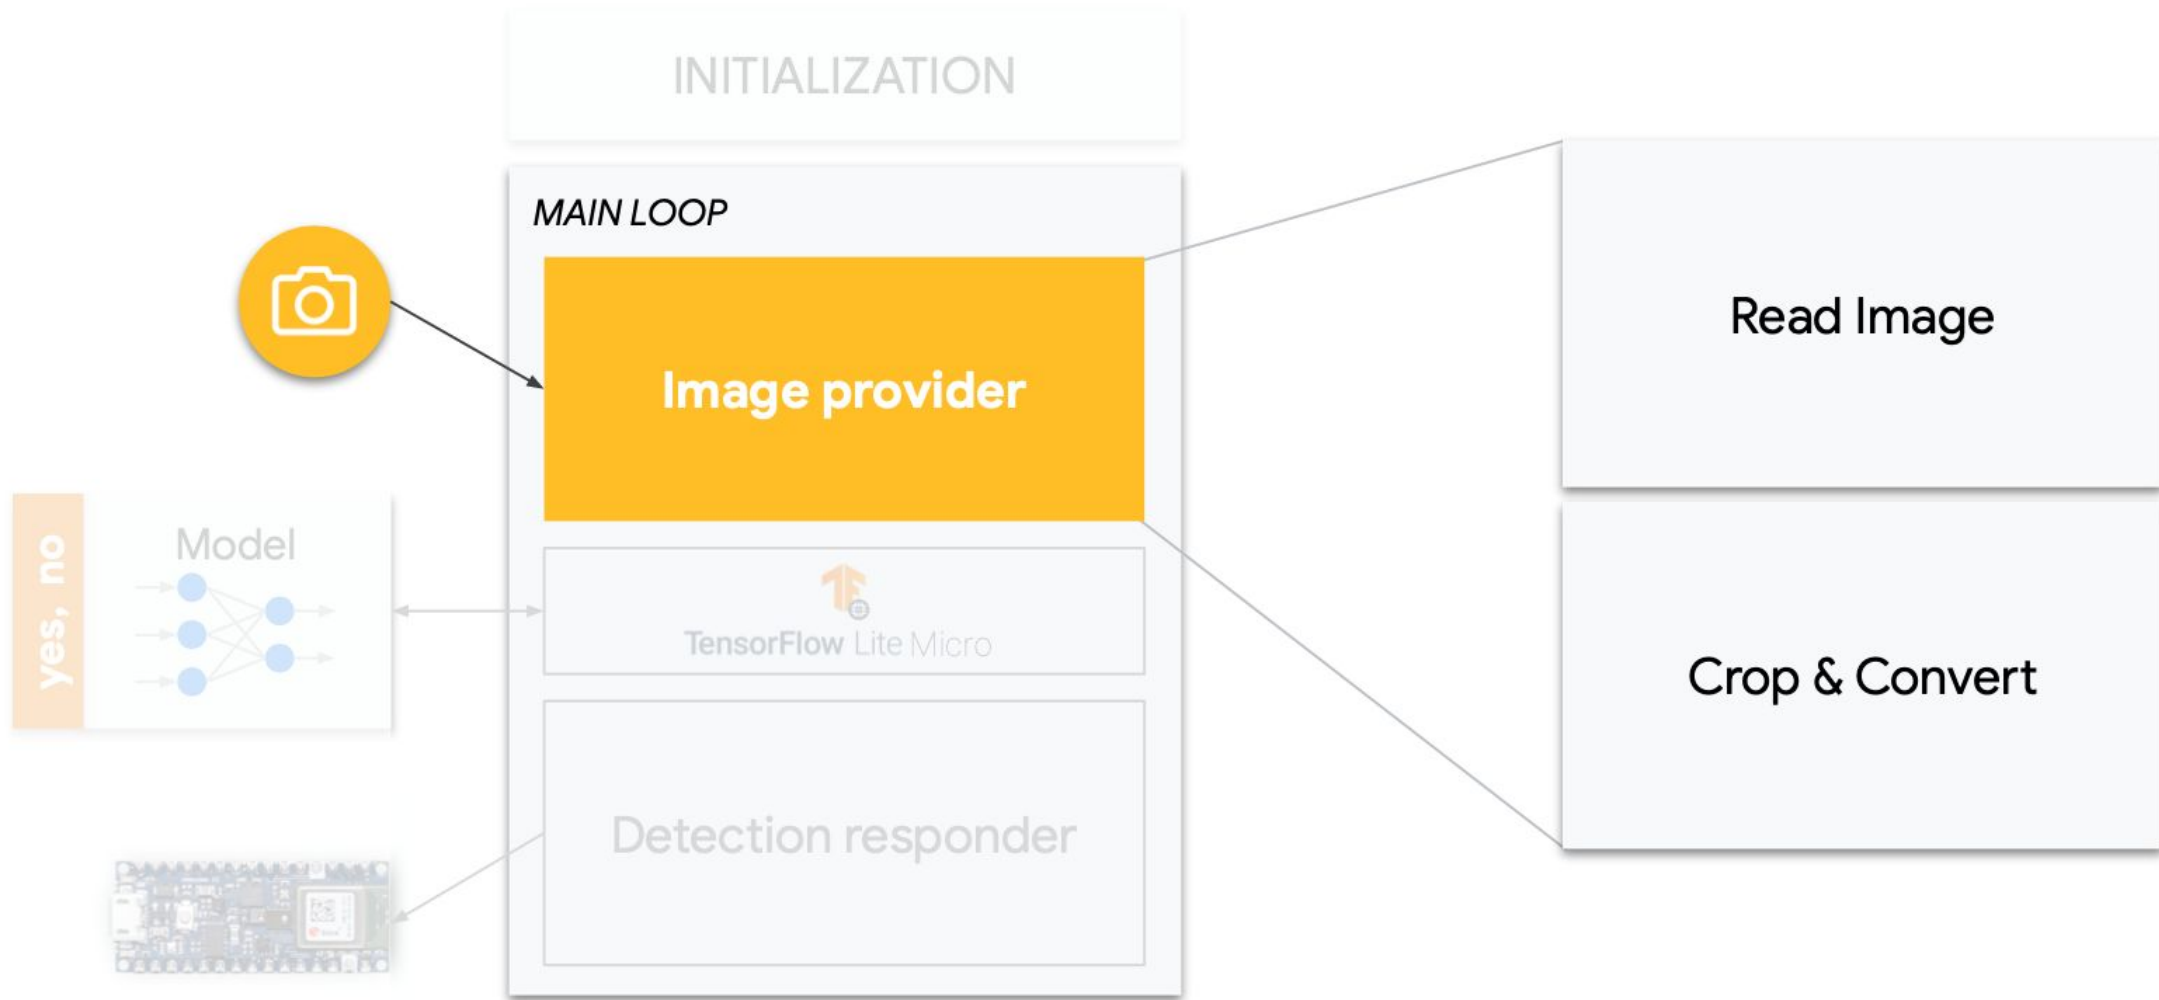 INITIALIZATION
MAIN LOOP
Image provider
Read Image
Crop & Convert
yes, no
Model
TensorFlow Lite Micro
Detection responder